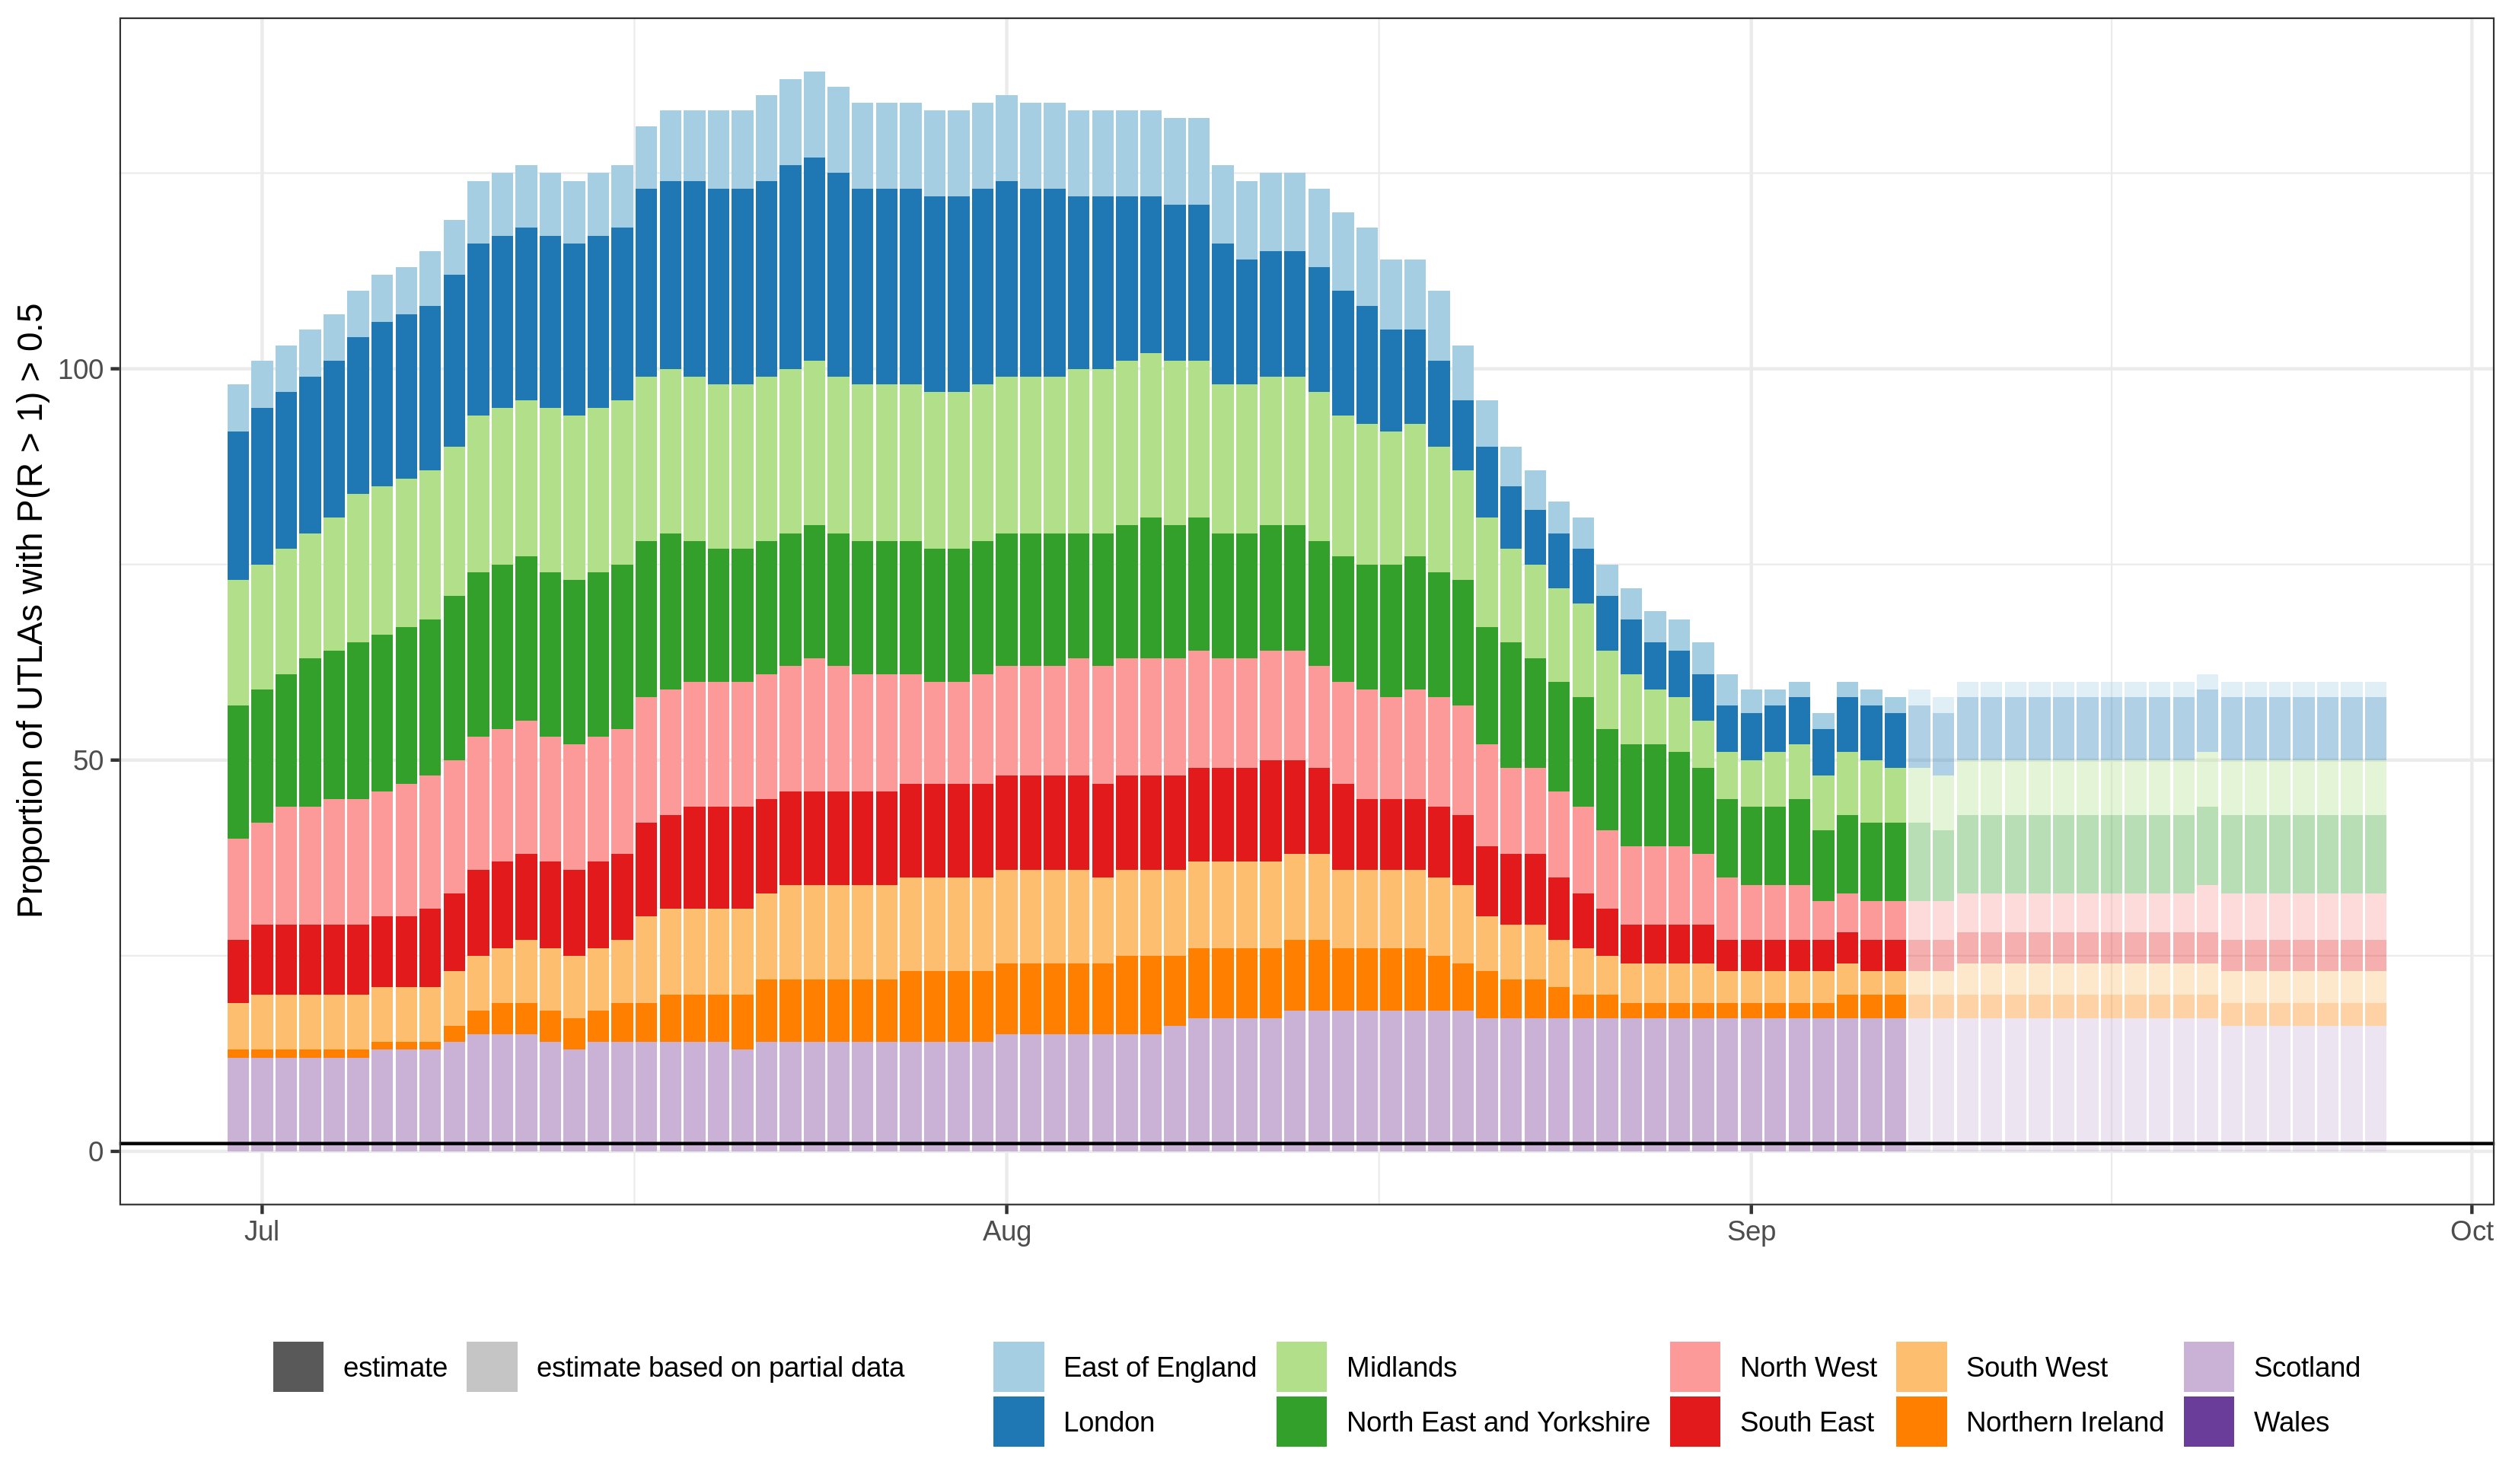 Proportion of UTLAs with P(R > 1) > 0.5
100
50
0
Jul
Aug
Sep
Oct
estimate
estimate based on partial data
East of England
Midlands
North West
South West
Scotland
London
North East and Yorkshire
South East
Northern Ireland
Wales